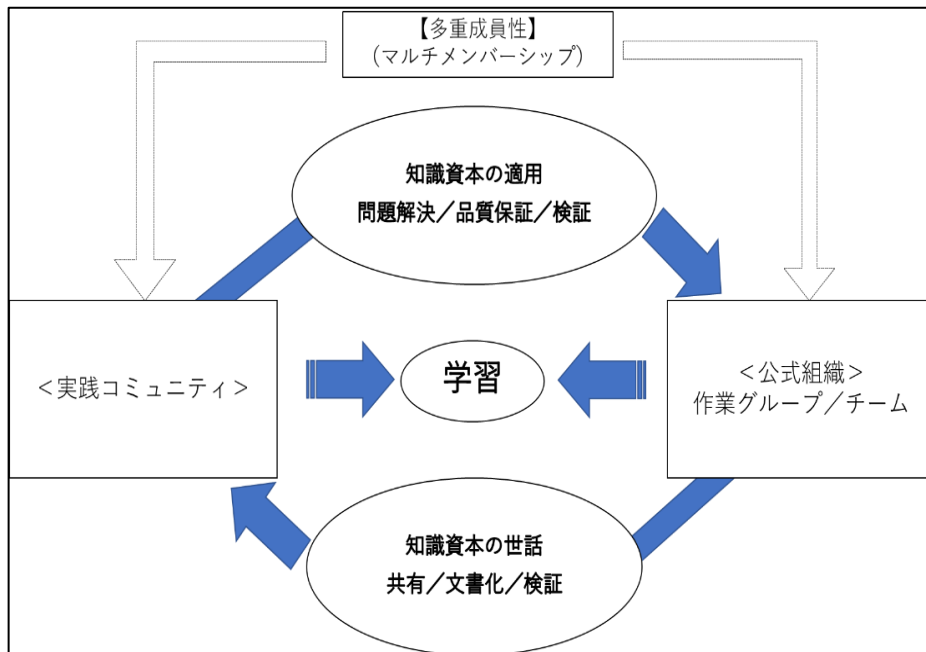 【多重成員性】
(マルチメンバーシップ)
知識資本の適用
問題解決／品質保証／検証
＜実践コミュニティ＞
学習
＜公式組織＞
作業グループ／チーム
知識資本の世話
共有／文書化／検証